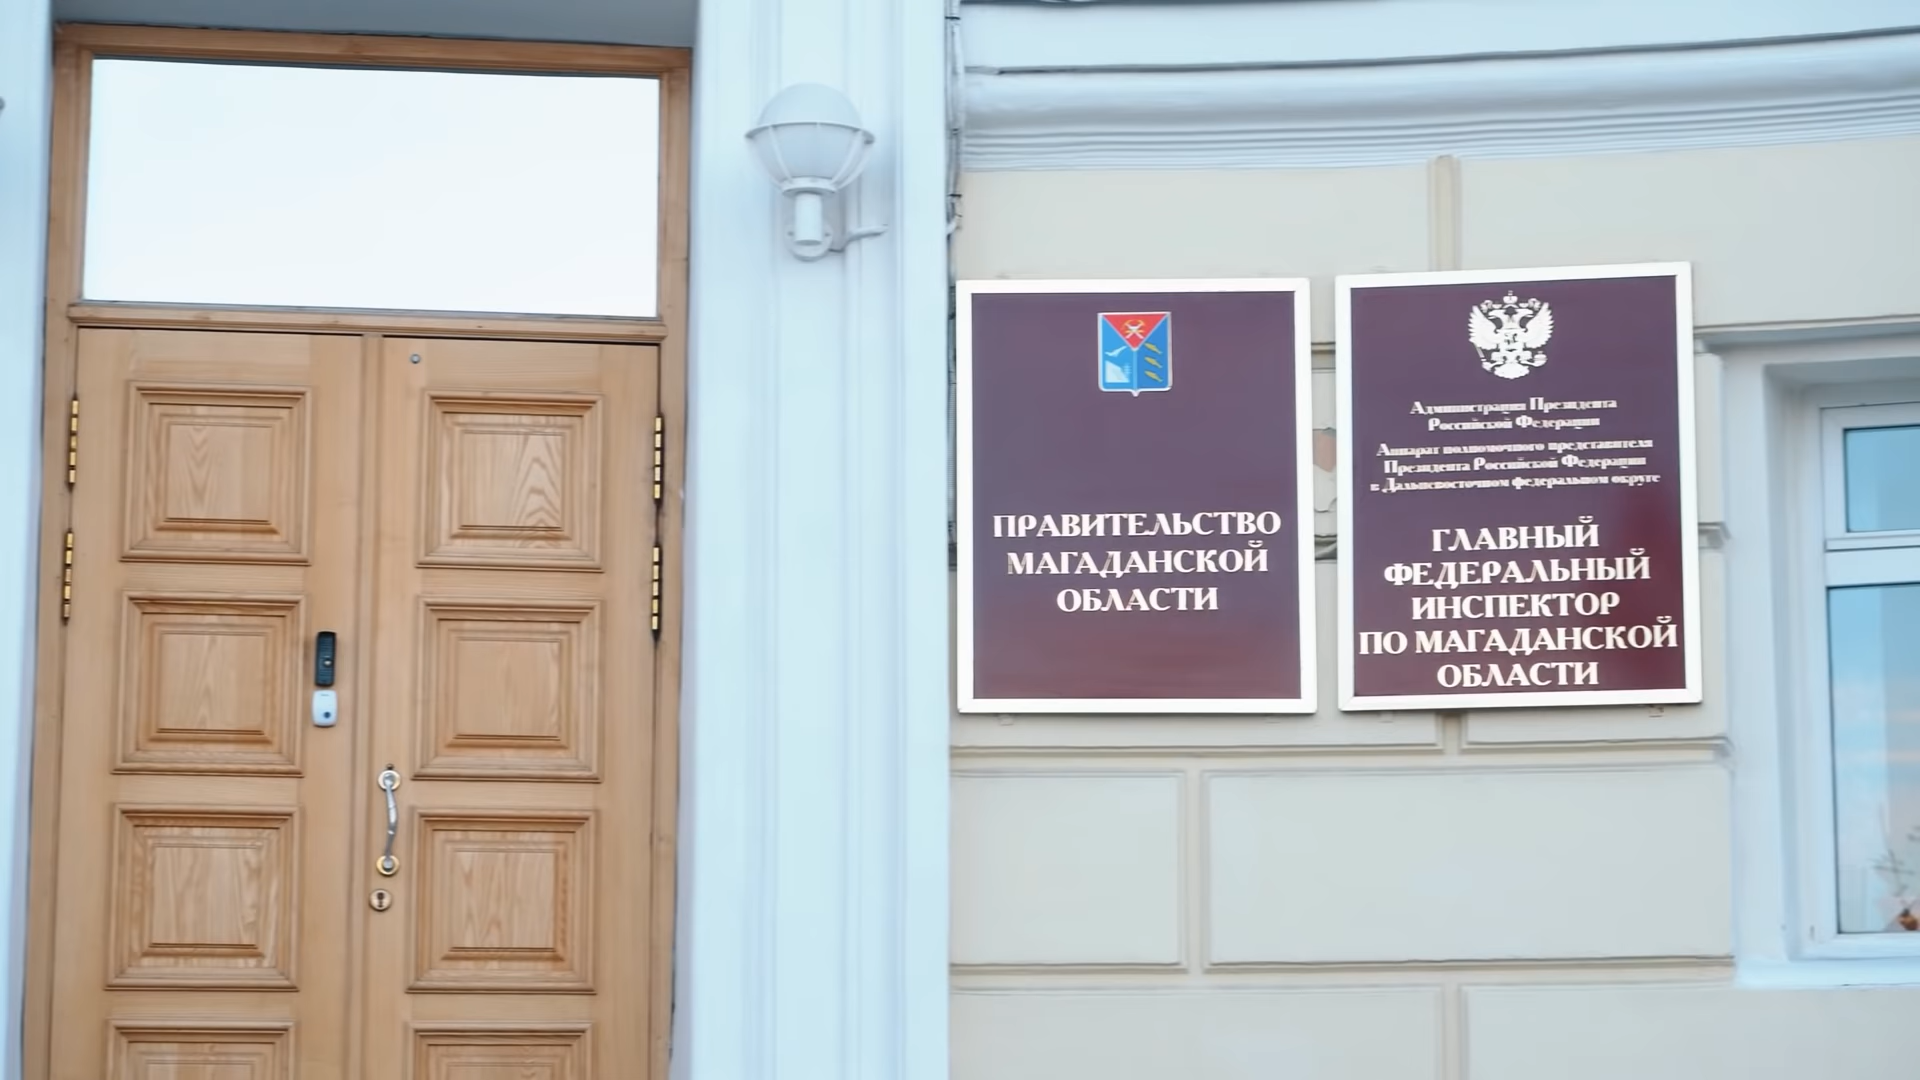 ПРАВИТЕЛЬСТВО
МАГАДАНСКОЙ
ОБЛАСТИ
Администрация Президента
Российской Федерации
Аппарат полномочного представителя
Президента Российской Федерации
в Дальневосточном федеральном округе
ГЛАВНЫЙ
ФЕДЕРАЛЬНЫЙ
ИНСПЕКТОР
ПО МАГАДАНСКОЙ
ОБЛАСТИ